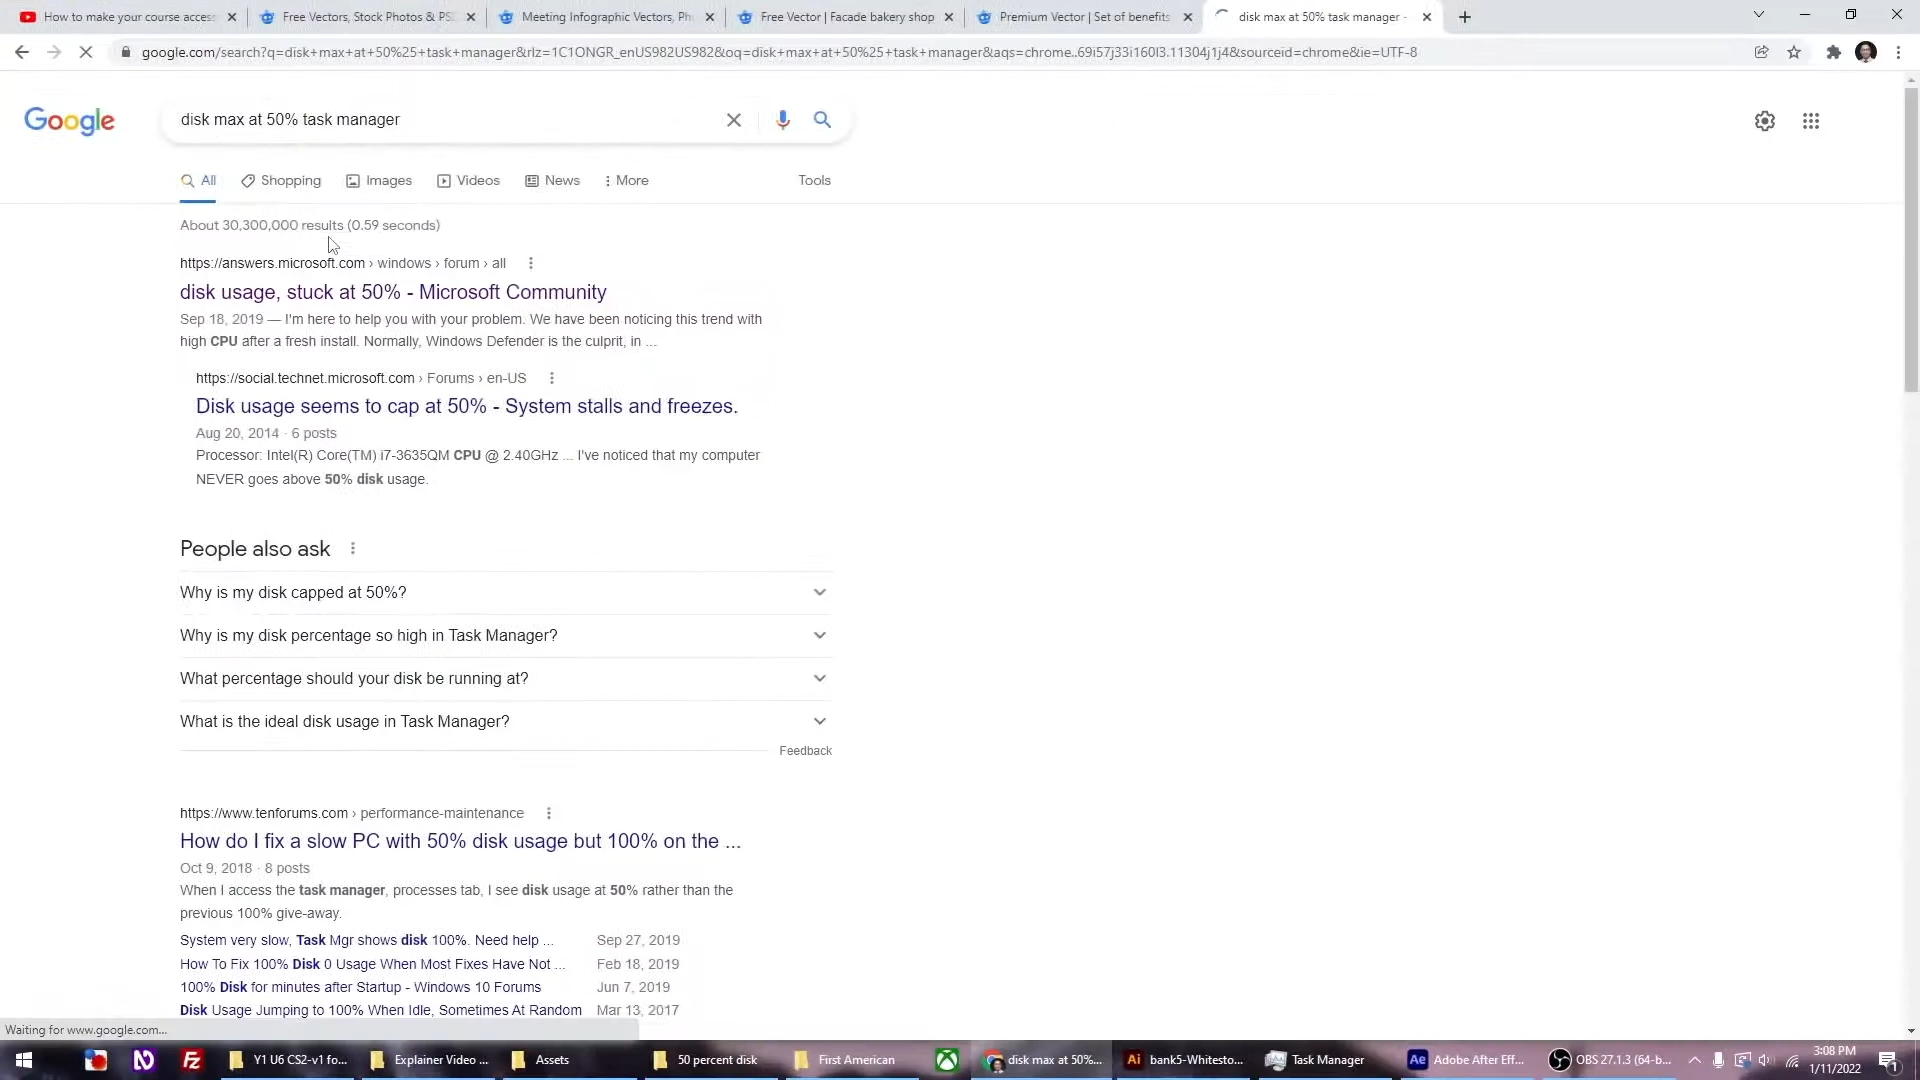 How to make your course acces
Free Vectors, Stock Photos & PS
Meeting Infographic Vectors, Ph
Free Vector | Facade bakery shop
Premium Vector | Set of benefits
disk max at 50% task manager -
google.com/search?q=disk+max+at+50%25+task+manager&rlz=1C1ONGR_enUS982US982&oq=disk+max+at+50%25+task+manager&aqs=chrome..69i57j33i160l3.11304j1j4&sourceid=chrome&ie=UTF-8
Google
disk max at 50% task manager
All
Shopping
Images
Videos
News
More
Tools
About 30,300,000 results (0.59 seconds)
https://answers.microsoft.com › windows › forum › all
disk usage, stuck at 50% - Microsoft Community
Sep 18, 2019 — I'm here to help you with your problem. We have been noticing this trend with
high CPU after a fresh install. Normally, Windows Defender is the culprit, in ...
https://social.technet.microsoft.com › Forums › en-US
Disk usage seems to cap at 50% - System stalls and freezes.
Aug 20, 2014 · 6 posts
Processor: Intel(R) Core(TM) i7-3635QM CPU @ 2.40GHz ... I've noticed that my computer
NEVER goes above 50% disk usage.
People also ask
Why is my disk capped at 50%?
Why is my disk percentage so high in Task Manager?
What percentage should your disk be running at?
What is the ideal disk usage in Task Manager?
Feedback
https://www.tenforums.com › performance-maintenance
How do I fix a slow PC with 50% disk usage but 100% on the ...
Oct 9, 2018 · 8 posts
When I access the task manager, processes tab, I see disk usage at 50% rather than the
previous 100% give-away.
System very slow, Task Mgr shows disk 100%. Need help ... Sep 27, 2019
How To Fix 100% Disk 0 Usage When Most Fixes Have Not ... Feb 18, 2019
100% Disk for minutes after Startup - Windows 10 Forums Jun 7, 2019
Disk Usage Jumping to 100% When Idle, Sometimes At Random Mar 13, 2017
Waiting for www.google.com...
Y1 U6 CS2-v1 fo...
Explainer Video ...
Assets
50 percent disk
First American
disk max at 50%...
Ai bank5-Whitesto...
Task Manager
Ae Adobe After Eff...
OBS 27.1.3 (64-b...
3:08 PM
1/11/2022
1